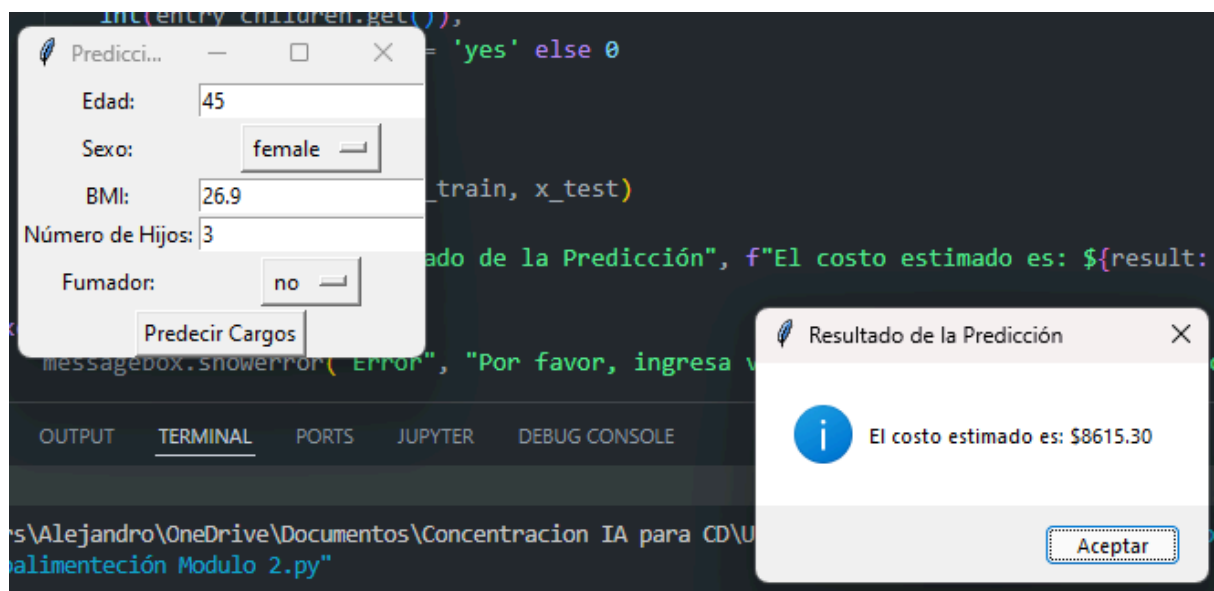 int(entry_children.get()),
= 'yes' else 0
Predicci...
Edad:
45
Sexo:
female
BMI:
26.9
Número de Hijos:
3
Fumador:
no
Predecir Cargos
_train, x_test)
ado de la Predicción", f"El costo estimado es: ${result:
messagebox.showerror("Error", "Por favor, ingresa v
Resultado de la Predicción
El costo estimado es: $8615.30
Aceptar
OUTPUT TERMINAL PORTS JUPYTER DEBUG CONSOLE
rs\Alejandro\OneDrive\Documentos\Concentracion IA para CD\U
oalimenteción Modulo 2.py"